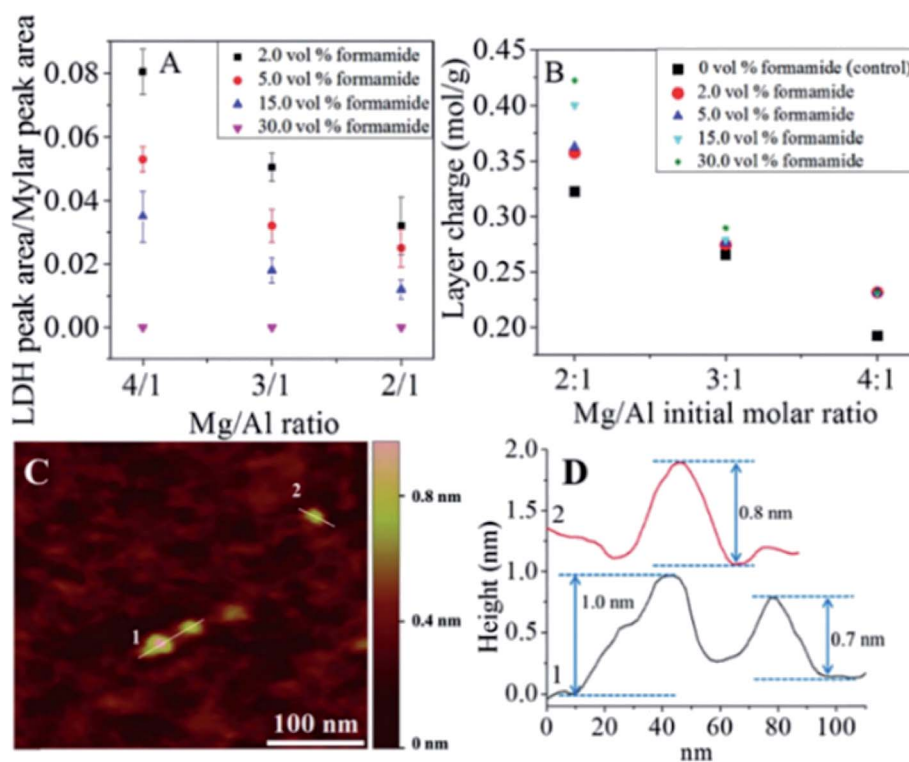 A
2.0 vol % formamide
5.0 vol % formamide
15.0 vol % formamide
30.0 vol % formamide
LDH peak area/Mylar peak area
0.08
0.06
0.04
0.02
0.00
4/1
3/1
2/1
Mg/Al ratio
B
0 vol % formamide (control)
2.0 vol % formamide
5.0 vol % formamide
15.0 vol % formamide
30.0 vol % formamide
Layer charge (mol/g)
0.45
0.40
0.35
0.30
0.25
0.20
2:1
3:1
4:1
Mg/Al initial molar ratio
C
2
1
100 nm
0.8 nm
0.4 nm
0 nm
D
Height (nm)
2.0
1.5
1.0
0.5
0.0
2
0.8 nm
1
1.0 nm
0.7 nm
0
20
40
60
80
100
nm